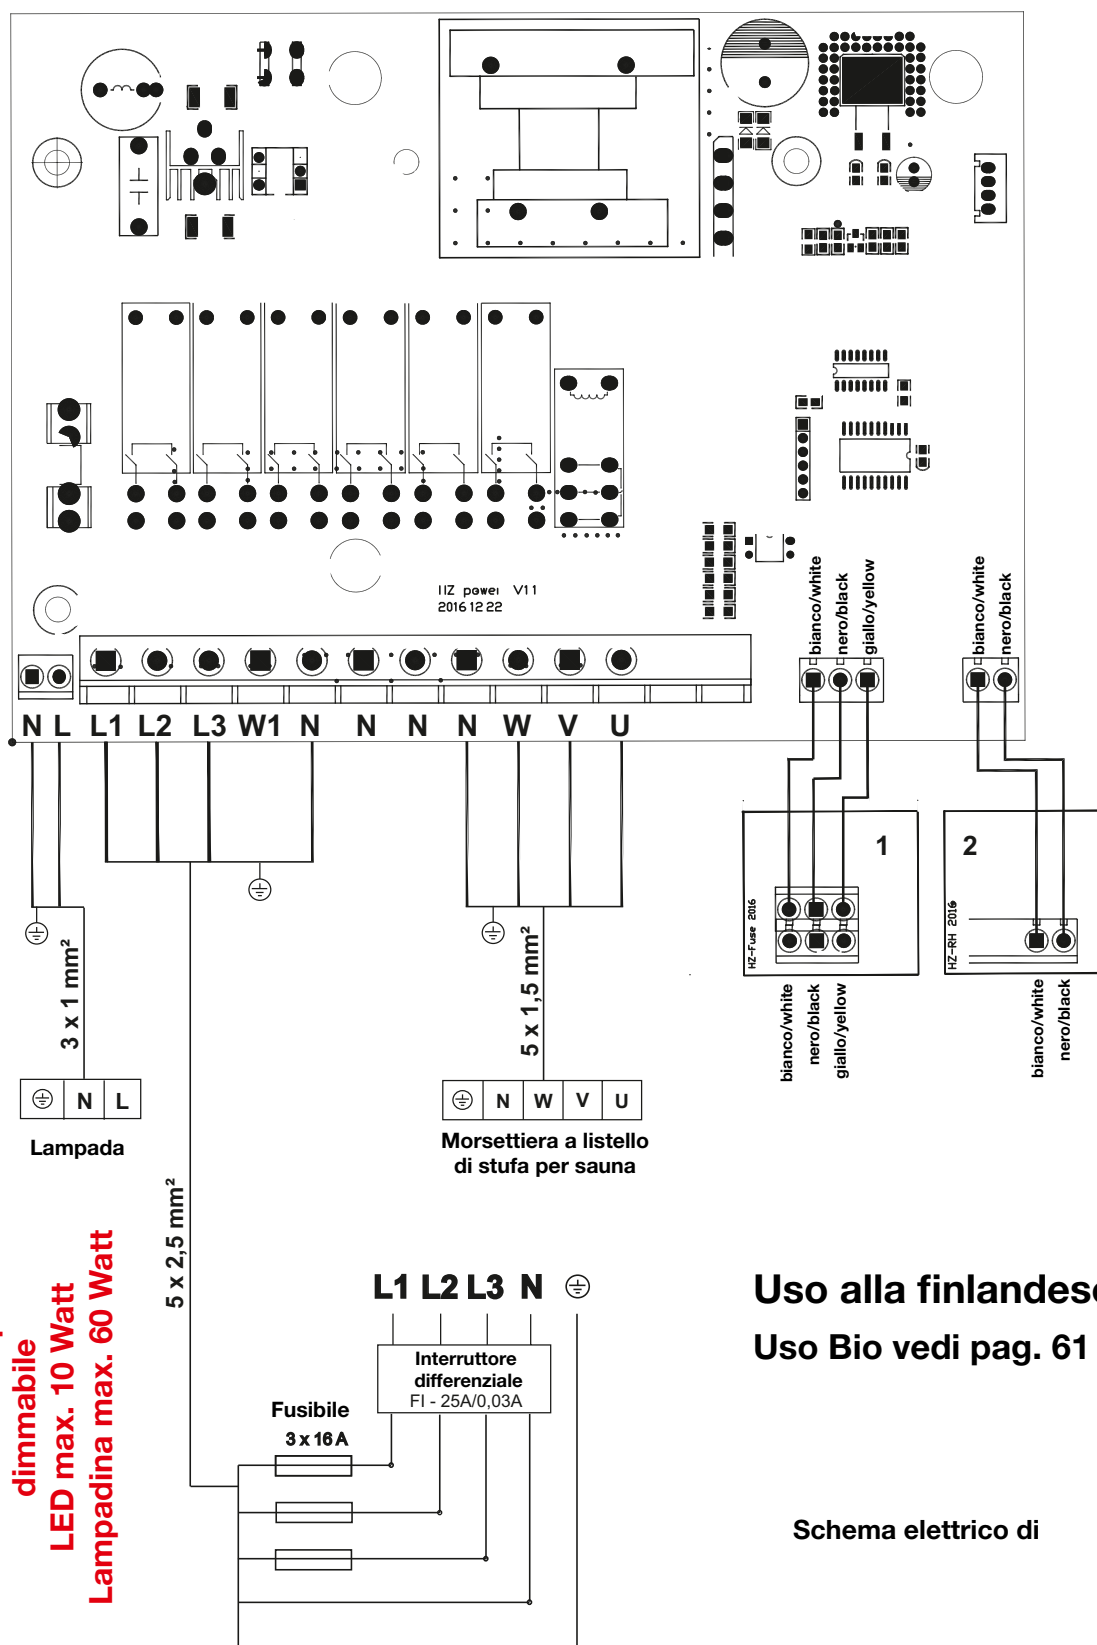 HZ power V11
2016 12 22
bianco/white
nero/black
giallo/yellow
bianco/white
nero/black
N L L1 L2 L3 W1 N N N N W V U
1
2
HZ-Fuse 2016
HZ-RH 2016
bianco/white
nero/black
giallo/yellow
bianco/white
nero/black
3 x 1 mm²
5 x 1,5 mm²
N L
Lampada
N W V U
Morsettiera a listello
di stufa per sauna
5 x 2,5 mm²
dimmabile
LED max. 10 Watt
Lampadina max. 60 Watt
L1 L2 L3 N
Interruttore
differenziale
FI - 25A/0,03A
Fusibile
3 x 16 A
Uso alla finlandese
Uso Bio vedi pag. 61
Schema elettrico di